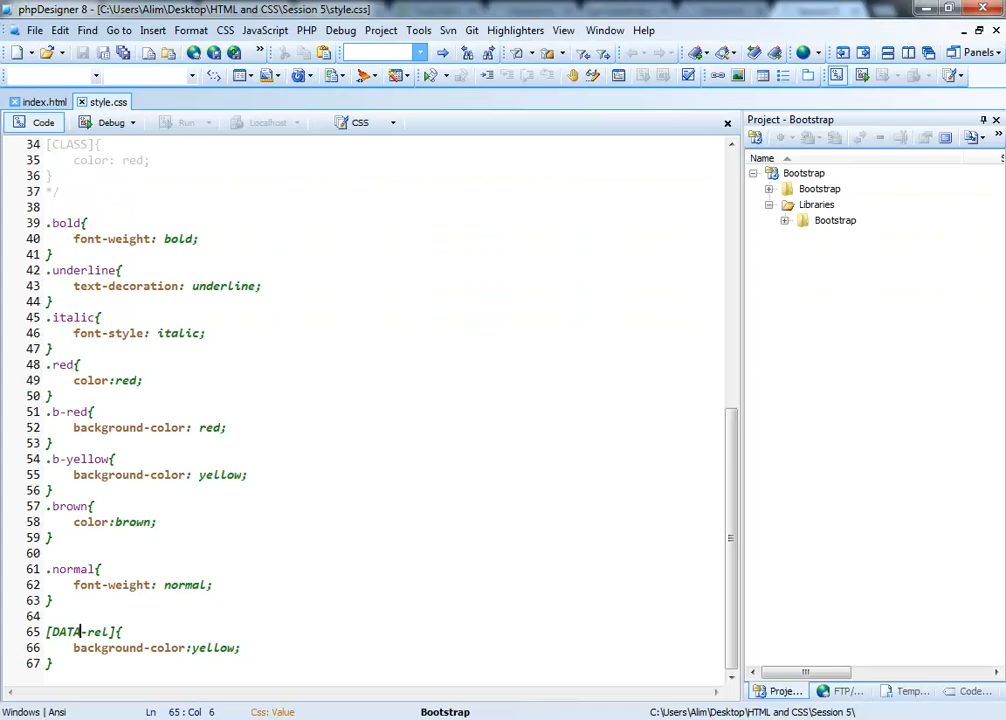 phpDesigner 8 - [C:\Users\Alim\Desktop\HTML and CSS\Session 5\style.css]
File Edit Find Go to Insert Format CSS JavaScript PHP Debug Project Tools Svn Git Highlighters View Window Help
Panels
index.html style.css
Code Debug Run Localhost CSS
34 [CLASS]{
35 color: red;
36 }
37 */
38
39 .bold{
40 font-weight: bold;
41 }
42 .underline{
43 text-decoration: underline;
44 }
45 .italic{
46 font-style: italic;
47 }
48 .red{
49 color:red;
50 }
51 .b-red{
52 background-color: red;
53 }
54 .b-yellow{
55 background-color: yellow;
56 }
57 .brown{
58 color:brown;
59 }
60
61 .normal{
62 font-weight: normal;
63 }
64
65 [DATA-rel]{
66 background-color:yellow;
67 }
Project - Bootstrap
Name
Bootstrap
Bootstrap
Libraries
Bootstrap
Proje... FTP/... Temp... Code...
Windows | Ansi Ln 65 : Col 6 Css: Value Bootstrap C:\Users\Alim\Desktop\HTML and CSS\Session 5\